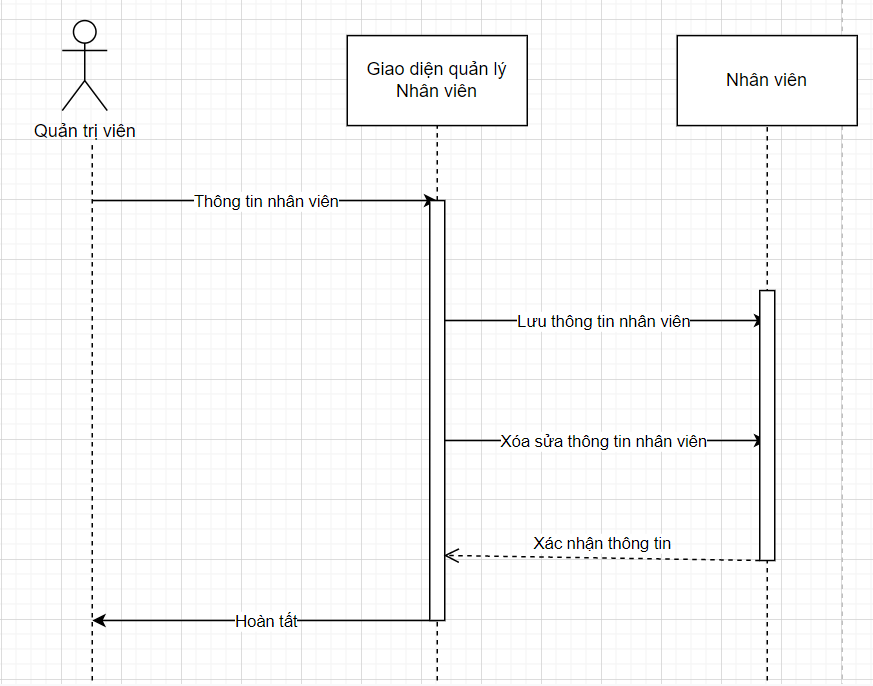 Quản trị viên
Giao diện quản lý
Nhân viên
Nhân viên
Thông tin nhân viên
Lưu thông tin nhân viên
Xóa sửa thông tin nhân viên
Xác nhận thông tin
Hoàn tất